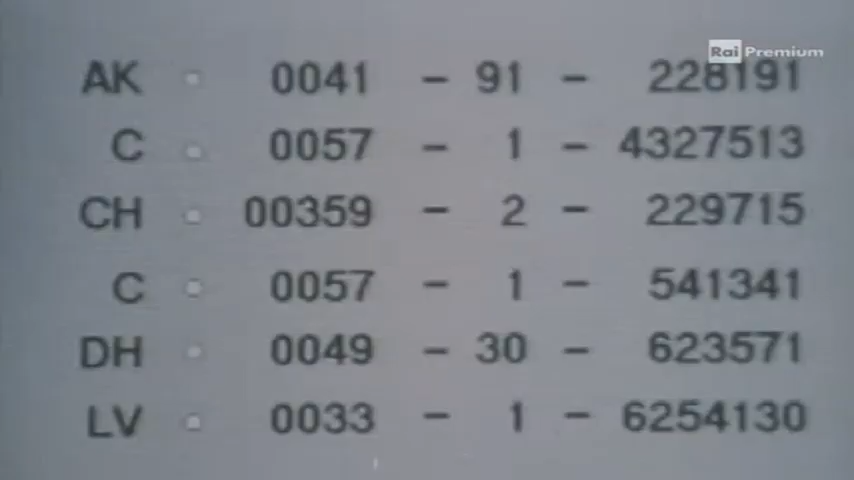 Rai Premium
AK 0041 - 91 - 228191
C 0057 - 1 - 4327513
CH 00359 - 2 - 229715
C 0057 - 1 - 541341
DH 0049 - 30 - 623571
LV 0033 - 1 - 6254130